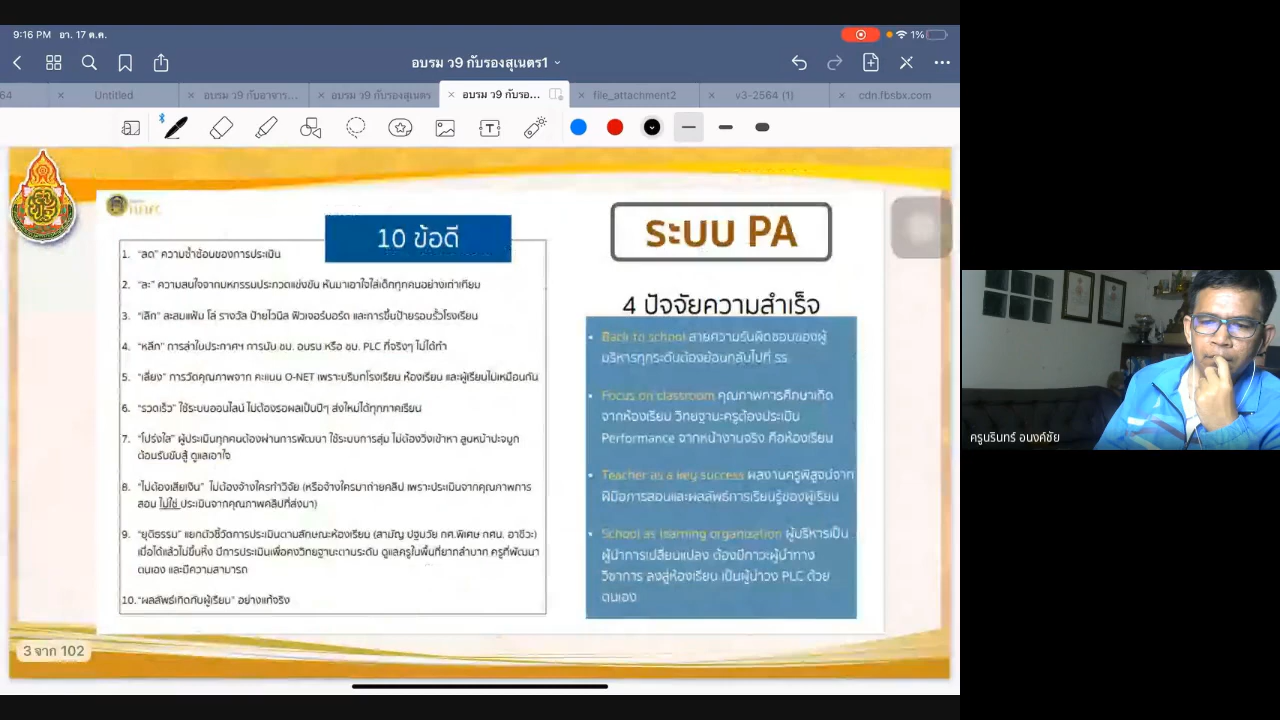 9:16 PM อา. 17 ต.ค.
1%
อบรม ว9 กับรองสุเนตร1
64
Untitled
อบรม ว9 กับอาจาร...
อบรม ว9 กับรองสุเนตร
อบรม ว9 กับรอ...
file_attachment2
v3-2564 (1)
cdn.fbsbx.com
10 ข้อดี
1. "ลด" ความซ้ำซ้อนของการประเมิน
2. "ละ" ความสนใจจากมหกรรมประกวดแข่งขัน หันมาเอาใจใส่เด็กทุกคนอย่างเท่าเทียม
3. "เลิก" สะสมแฟ้ม โล่ รางวัล ป้ายไวนิล ฟิวเจอร์บอร์ด และการขึ้นป้ายรอบรั้วโรงเรียน
4. "หลีก" การล่าใบประกาศฯ การนับ ชม. อบรม หรือ ชม. PLC ที่จริงๆ ไม่ได้ทำ
5. "เลี่ยง" การวัดคุณภาพจาก คะแนน O-NET เพราะบริบทโรงเรียน ห้องเรียน และผู้เรียนไม่เหมือนกัน
6. "รวดเร็ว" ใช้ระบบออนไลน์ ไม่ต้องรอผลเป็นปีๆ ส่งใหม่ได้ทุกภาคเรียน
7. "โปร่งใส" ผู้ประเมินทุกคนต้องผ่านการพัฒนา ใช้ระบบการสุ่ม ไม่ต้องวิ่งเข้าหา ลูบหน้าปะจมูก
ต้อนรับขับสู้ ดูแลเอาใจ
8. "ไม่ต้องเสียเงิน" ไม่ต้องจ้างใครทำวิจัย (หรือจ้างใครมาถ่ายคลิป เพราะประเมินจากคุณภาพการ
สอน ไม่ใช่ ประเมินจากคุณภาพคลิปที่ส่งมา)
9. "ยุติธรรม" แยกตัวชี้วัดการประเมินตามลักษณะห้องเรียน (สามัญ ปฐมวัย กศ.พิเศษ กศน. อาชีวะ)
เมื่อได้แล้วไม่ขึ้นหิ้ง มีการประเมินเพื่อคงวิทยฐานะตามระดับ ดูแลครูในพื้นที่ยากลำบาก ครูที่พัฒนา
ตนเอง และมีความสามารถ
10. "ผลลัพธ์เกิดกับผู้เรียน" อย่างแท้จริง
ระบบ PA
4 ปัจจัยความสำเร็จ
• Back to school สายความรับผิดชอบของผู้
บริหารทุกระดับต้องย้อนกลับไปที่ รร.
• Focus on classroom คุณภาพการศึกษาเกิด
จากห้องเรียน วิทยฐานะครูต้องประเมิน
Performance จากหน้างานจริง คือห้องเรียน
• Teacher as a key success ผลงานครูพิสูจน์จาก
ฝีมือการสอนและผลลัพธ์การเรียนรู้ของผู้เรียน
• School as learning organization ผู้บริหารเป็น
ผู้นำการเปลี่ยนแปลง ต้องมีภาวะผู้นำทาง
วิชาการ ลงสู่ห้องเรียน เป็นผู้นำวง PLC ด้วย
ตนเอง
3 จาก 102
ครูนรินทร์ อนงค์ชัย